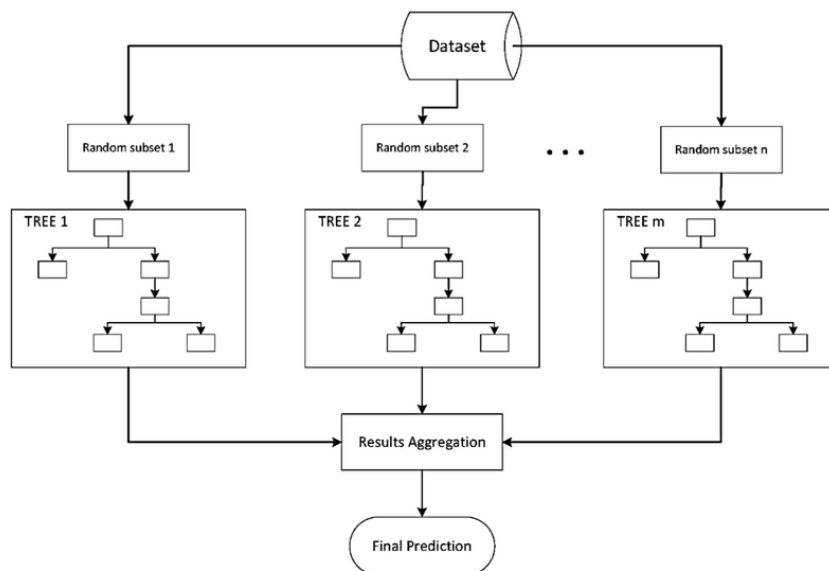 Dataset
Random subset 1
Random subset 2
• • •
Random subset n
TREE 1
TREE 2
TREE m
Results Aggregation
Final Prediction